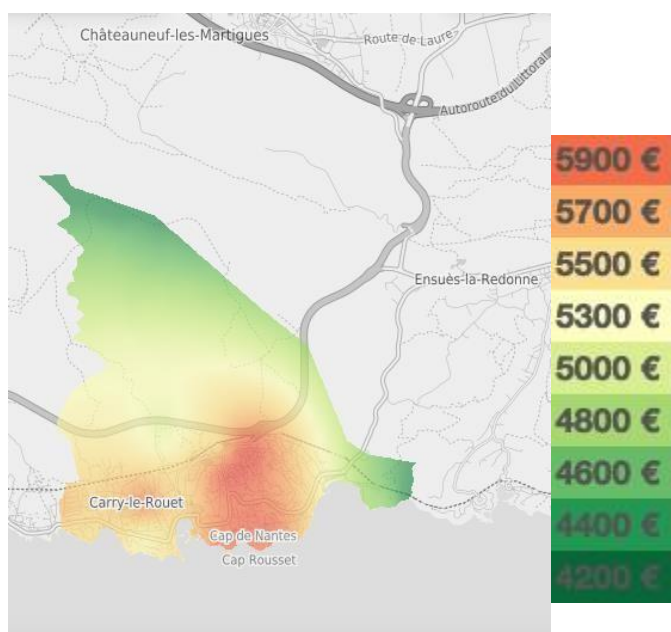 Châteauneuf-les-Martigues
Route de Laure
Autoroute du Littoral
Ensuès-la-Redonne
Carry-le-Rouet
Cap de Nantes
Cap Rousset
5900 €
5700 €
5500 €
5300 €
5000 €
4800 €
4600 €
4400 €
4200 €